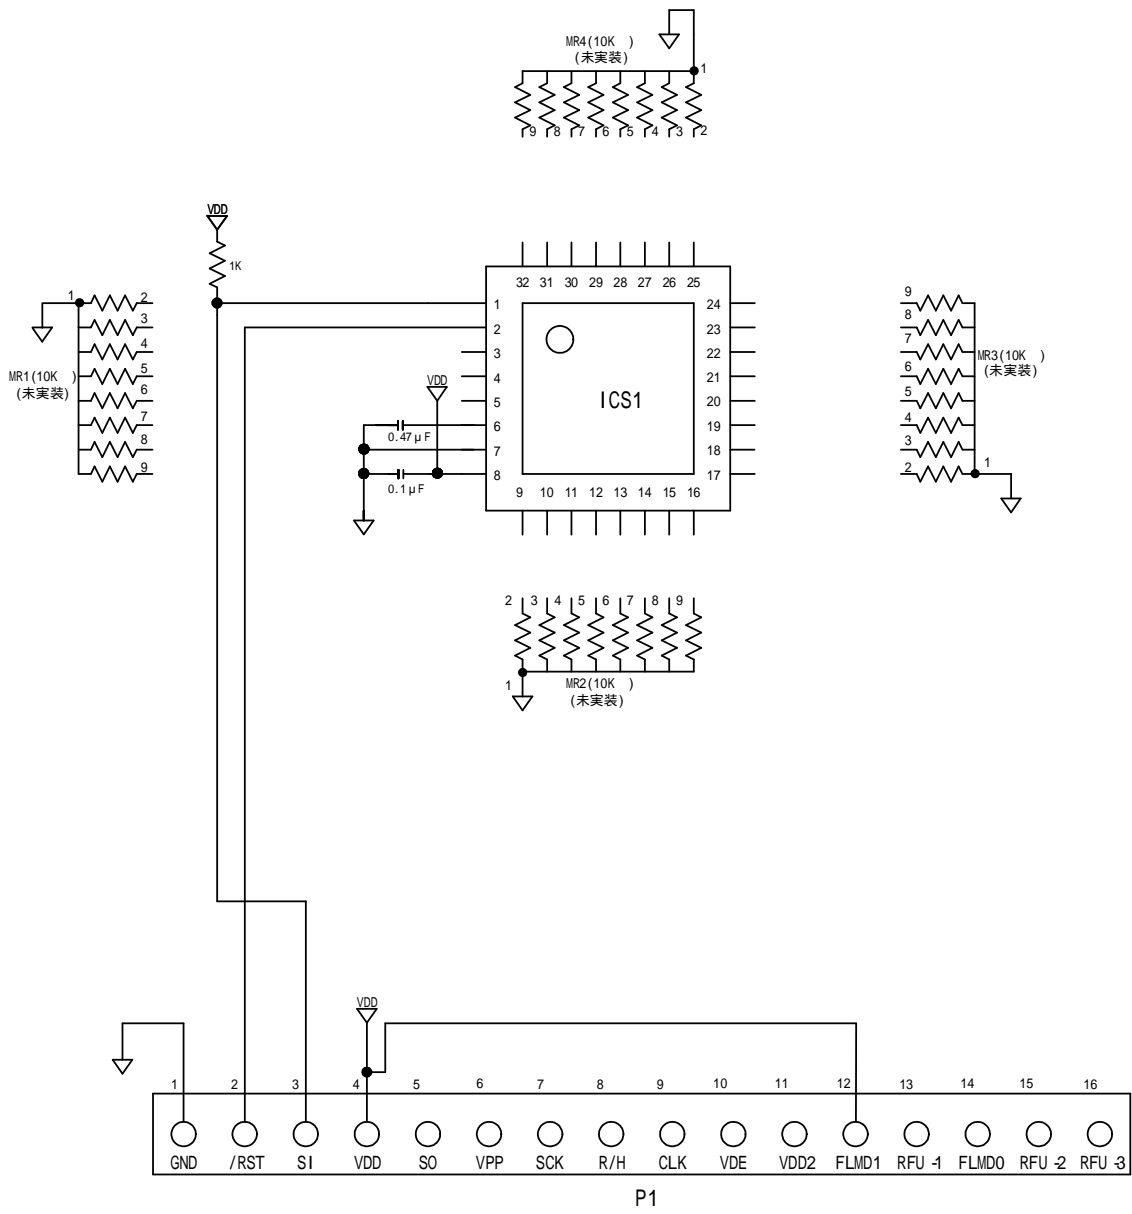 MR4(10K )
(未実装)
1
9 8 7 6 5 4 3 2
VDD
1K
32 31 30 29 28 27 26 25
1 2
3
4
MR1(10K ) 5
(未実装) 6
7
8
9
1
2
3
4
5
6
7
8
VDD
0.47μF
0.1μF
ICS1
24
23
22
21
20
19
18
17
9 10 11 12 13 14 15 16
9
8
7
6
5
4
3
2 1
MR3(10K )
(未実装)
2 3 4 5 6 7 8 9
1
MR2(10K )
(未実装)
VDD
1 2 3 4 5 6 7 8 9 10 11 12 13 14 15 16
GND /RST SI VDD SO VPP SCK R/H CLK VDE VDD2 FLMD1 RFU-1 FLMD0 RFU-2 RFU-3
P1